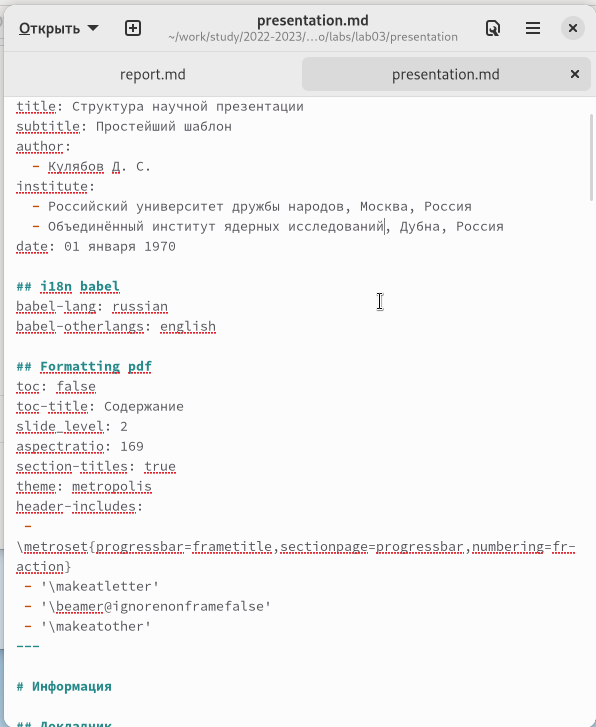 Открыть
presentation.md
~/work/study/2022-2023/…o/labs/lab03/presentation
report.md
presentation.md
title: Структура научной презентации
subtitle: Простейший шаблон
author:
- Кулябов Д. С.
institute:
- Российский университет дружбы народов, Москва, Россия
- Объединённый институт ядерных исследований, Дубна, Россия
date: 01 января 1970
## i18n babel
babel-lang: russian
babel-otherlangs: english
## Formatting pdf
toc: false
toc-title: Содержание
slide_level: 2
aspectratio: 169
section-titles: true
theme: metropolis
header-includes:
-
\metroset{progressbar=frametitle,sectionpage=progressbar,numbering=fr-
action}
- '\makeatletter'
- '\beamer@ignorenonframefalse'
- '\makeatother'
---
# Информация
## Докладчик